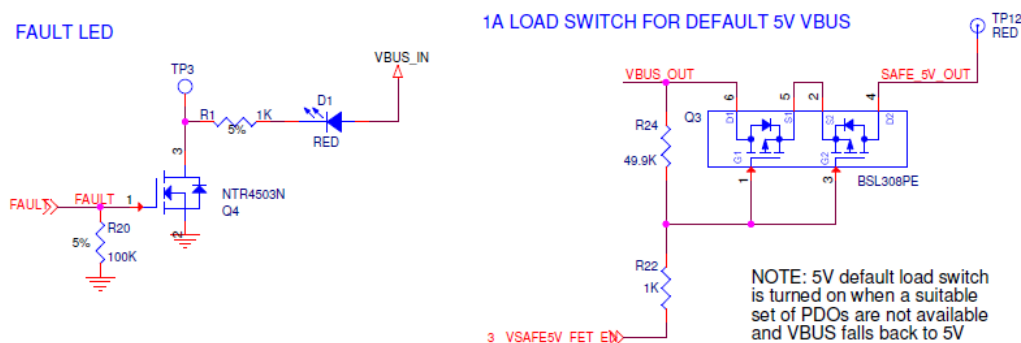 FAULT LED
1A LOAD SWITCH FOR DEFAULT 5V VBUS
TP12
RED
TP3
VBUS_IN
R1
1K
5%
D1
RED
3
FAULT
FAULT
1
NTR4503N
Q4
2
R20
5%
100K
VBUS_OUT
SAFE_5V_OUT
6
5
2
4
Q3
D1
S1
S2
D2
G1
G2
BSL308PE
R24
49.9K
1
3
R22
1K
3 VSAFE5V_FET_EN
NOTE: 5V default load switch
is turned on when a suitable
set of PDOs are not available
and VBUS falls back to 5V